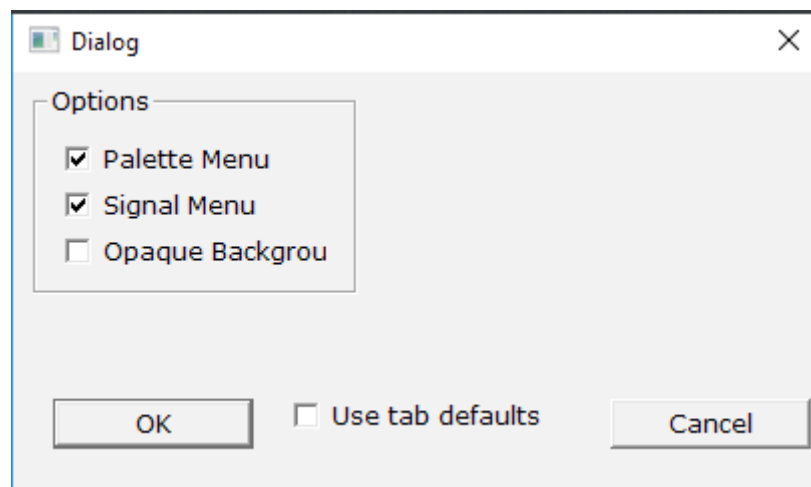 Dialog
Options
Palette Menu
Signal Menu
Opaque Backgrou
OK
Use tab defaults
Cancel